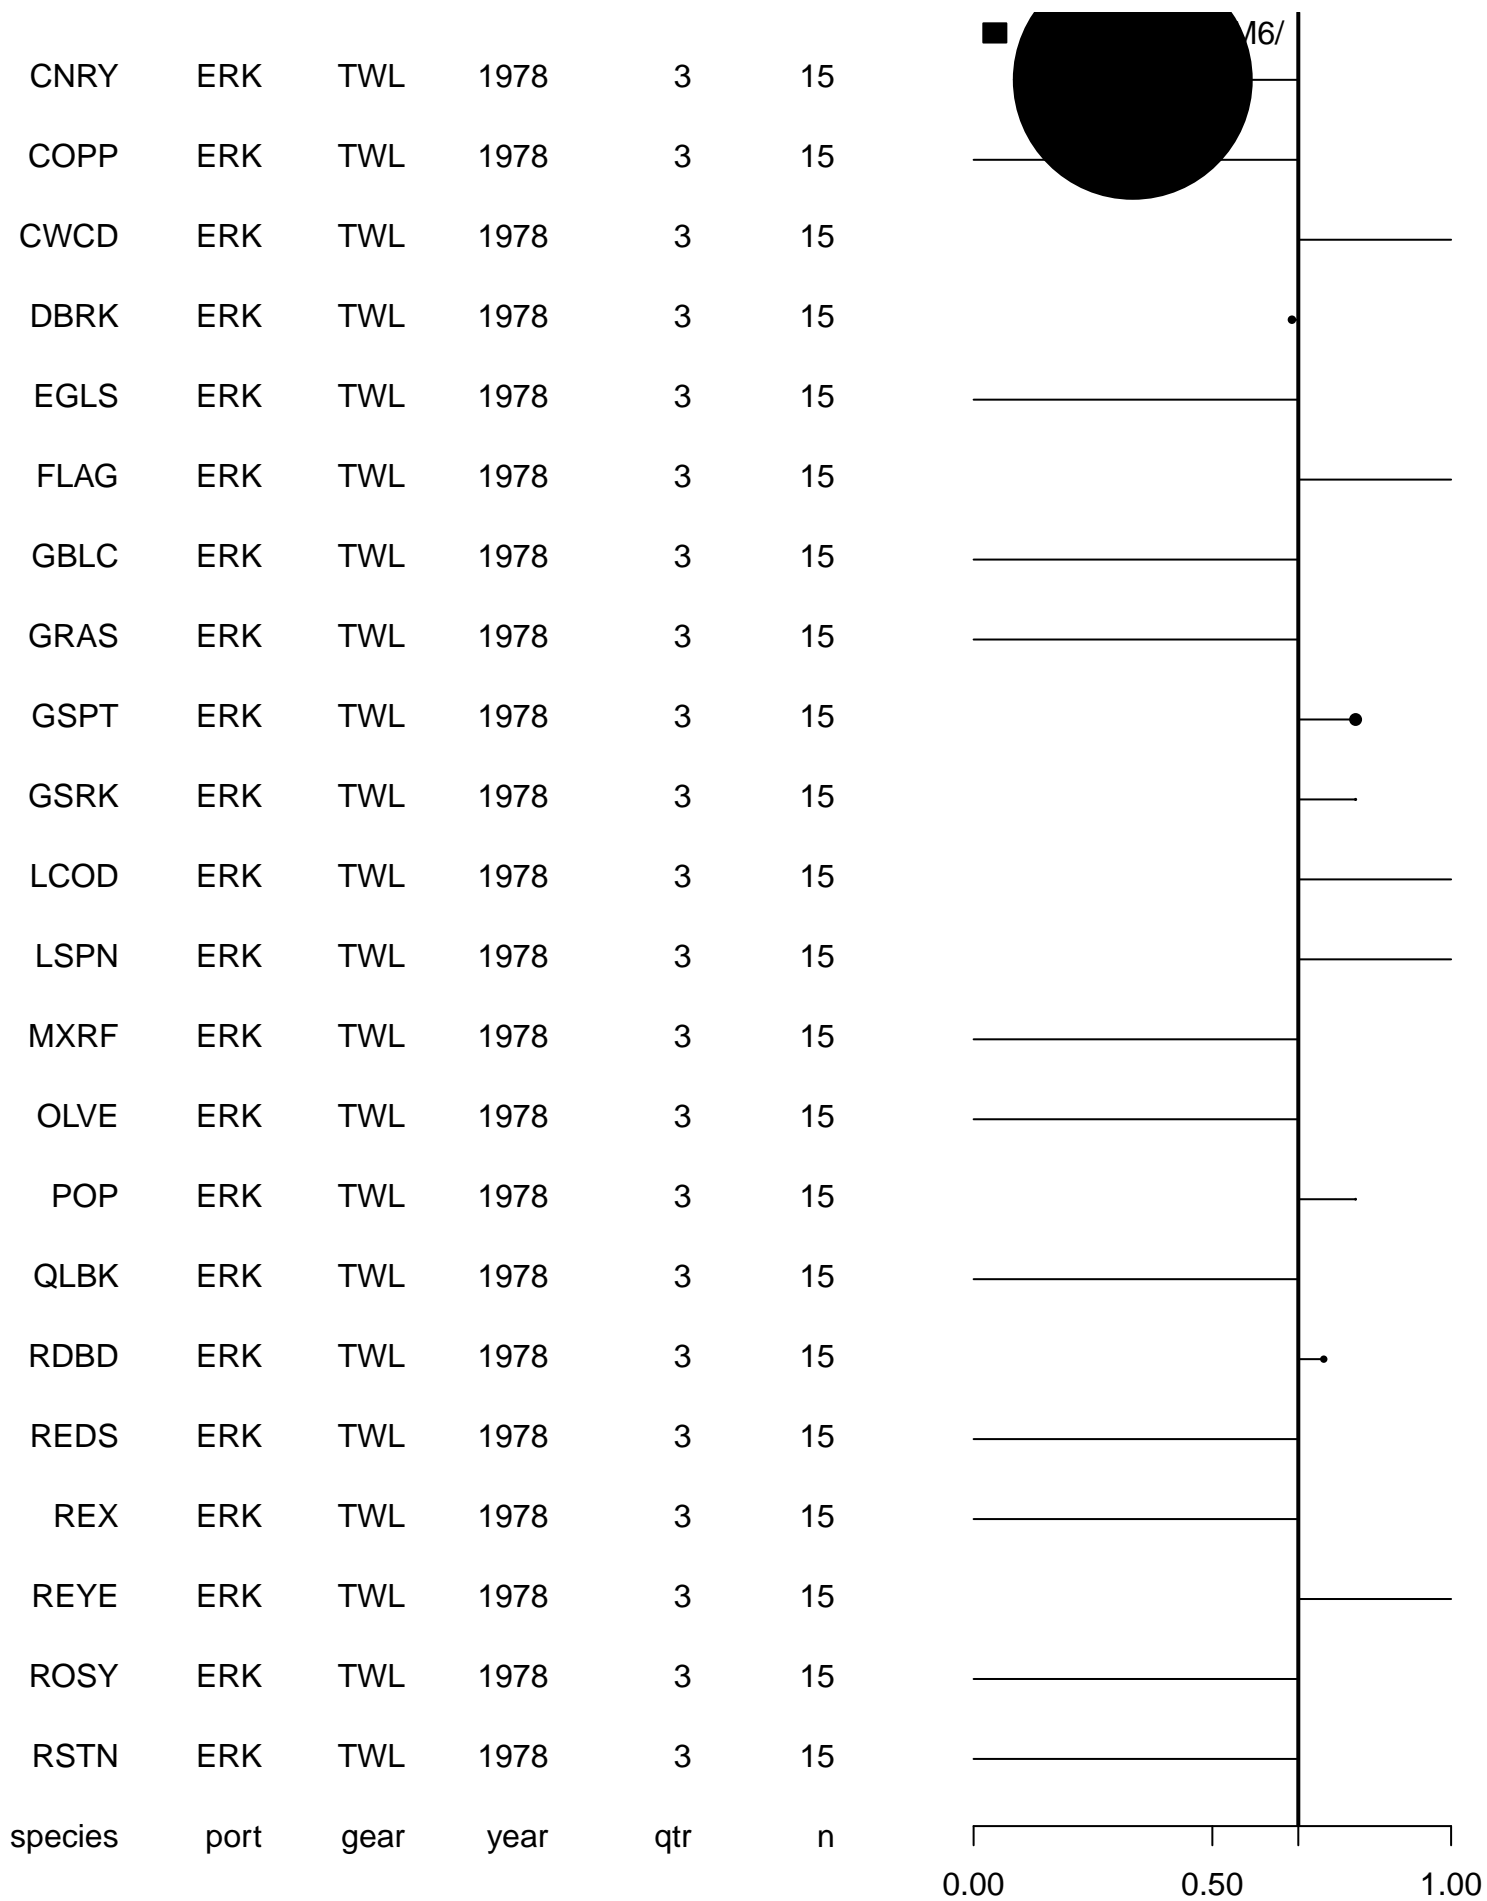 M6/
CNRY ERK TWL 1978 3 15
COPP ERK TWL 1978 3 15
CWCD ERK TWL 1978 3 15
DBRK ERK TWL 1978 3 15
EGLS ERK TWL 1978 3 15
FLAG ERK TWL 1978 3 15
GBLC ERK TWL 1978 3 15
GRAS ERK TWL 1978 3 15
GSPT ERK TWL 1978 3 15
GSRK ERK TWL 1978 3 15
LCOD ERK TWL 1978 3 15
LSPN ERK TWL 1978 3 15
MXRF ERK TWL 1978 3 15
OLVE ERK TWL 1978 3 15
POP ERK TWL 1978 3 15
QLBK ERK TWL 1978 3 15
RDBD ERK TWL 1978 3 15
REDS ERK TWL 1978 3 15
REX ERK TWL 1978 3 15
REYE ERK TWL 1978 3 15
ROSY ERK TWL 1978 3 15
RSTN ERK TWL 1978 3 15
species port gear year qtr n
0.00 0.50 1.00